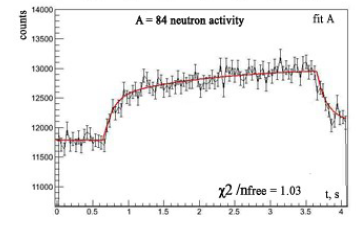 A = 84 neutron activity
fit A
counts
14000
13500
13000
12500
12000
11500
11000
χ2 /nfree = 1.03
0 0.5 1 1.5 2 2.5 3 3.5 4
t, s